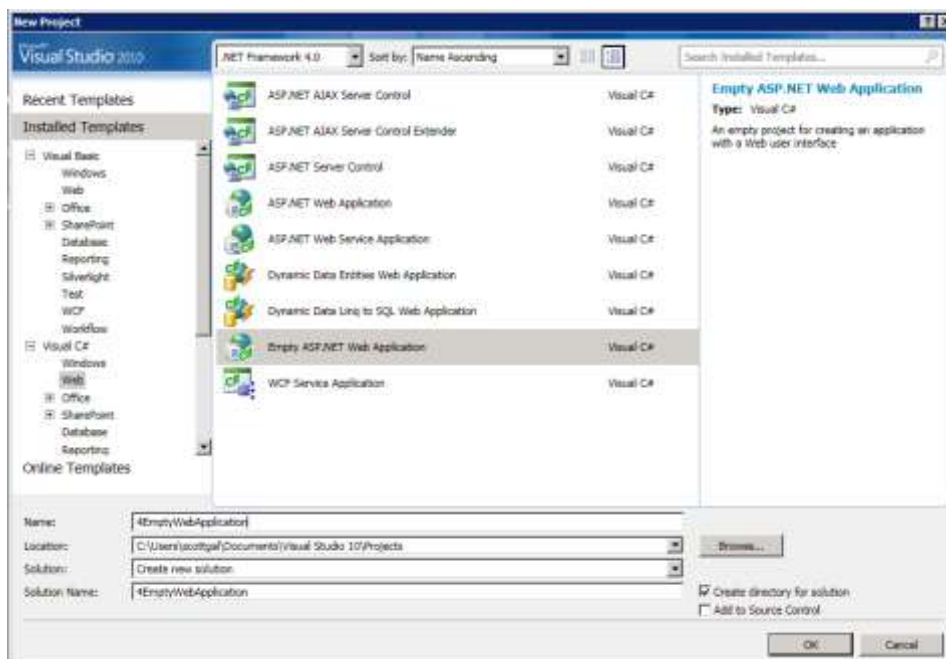 New Project
Visual Studio 2010
.NET Framework 4.0 Sort by: Name Ascending Search Installed Templates...
Recent Templates
Installed Templates
Visual Basic
Windows
Web
Office
SharePoint
Database
Reporting
Silverlight
Test
WCF
Workflow
Visual C#
Windows
Web
Office
SharePoint
Database
Reporting
Online Templates
ASP.NET AJAX Server Control Visual C#
ASP.NET AJAX Server Control Extender Visual C#
ASP.NET Server Control Visual C#
ASP.NET Web Application Visual C#
ASP.NET Web Service Application Visual C#
Dynamic Data Entities Web Application Visual C#
Dynamic Data Linq to SQL Web Application Visual C#
Empty ASP.NET Web Application Visual C#
WCF Service Application Visual C#
Empty ASP.NET Web Application
Type: Visual C#
An empty project for creating an application
with a Web user interface
Name: 4EmptyWebApplication
Location: C:\Users\scottgal\Documents\Visual Studio 10\Projects Browse...
Solution: Create new solution
Solution Name: 4EmptyWebApplication Create directory for solution
Add to Source Control
OK Cancel